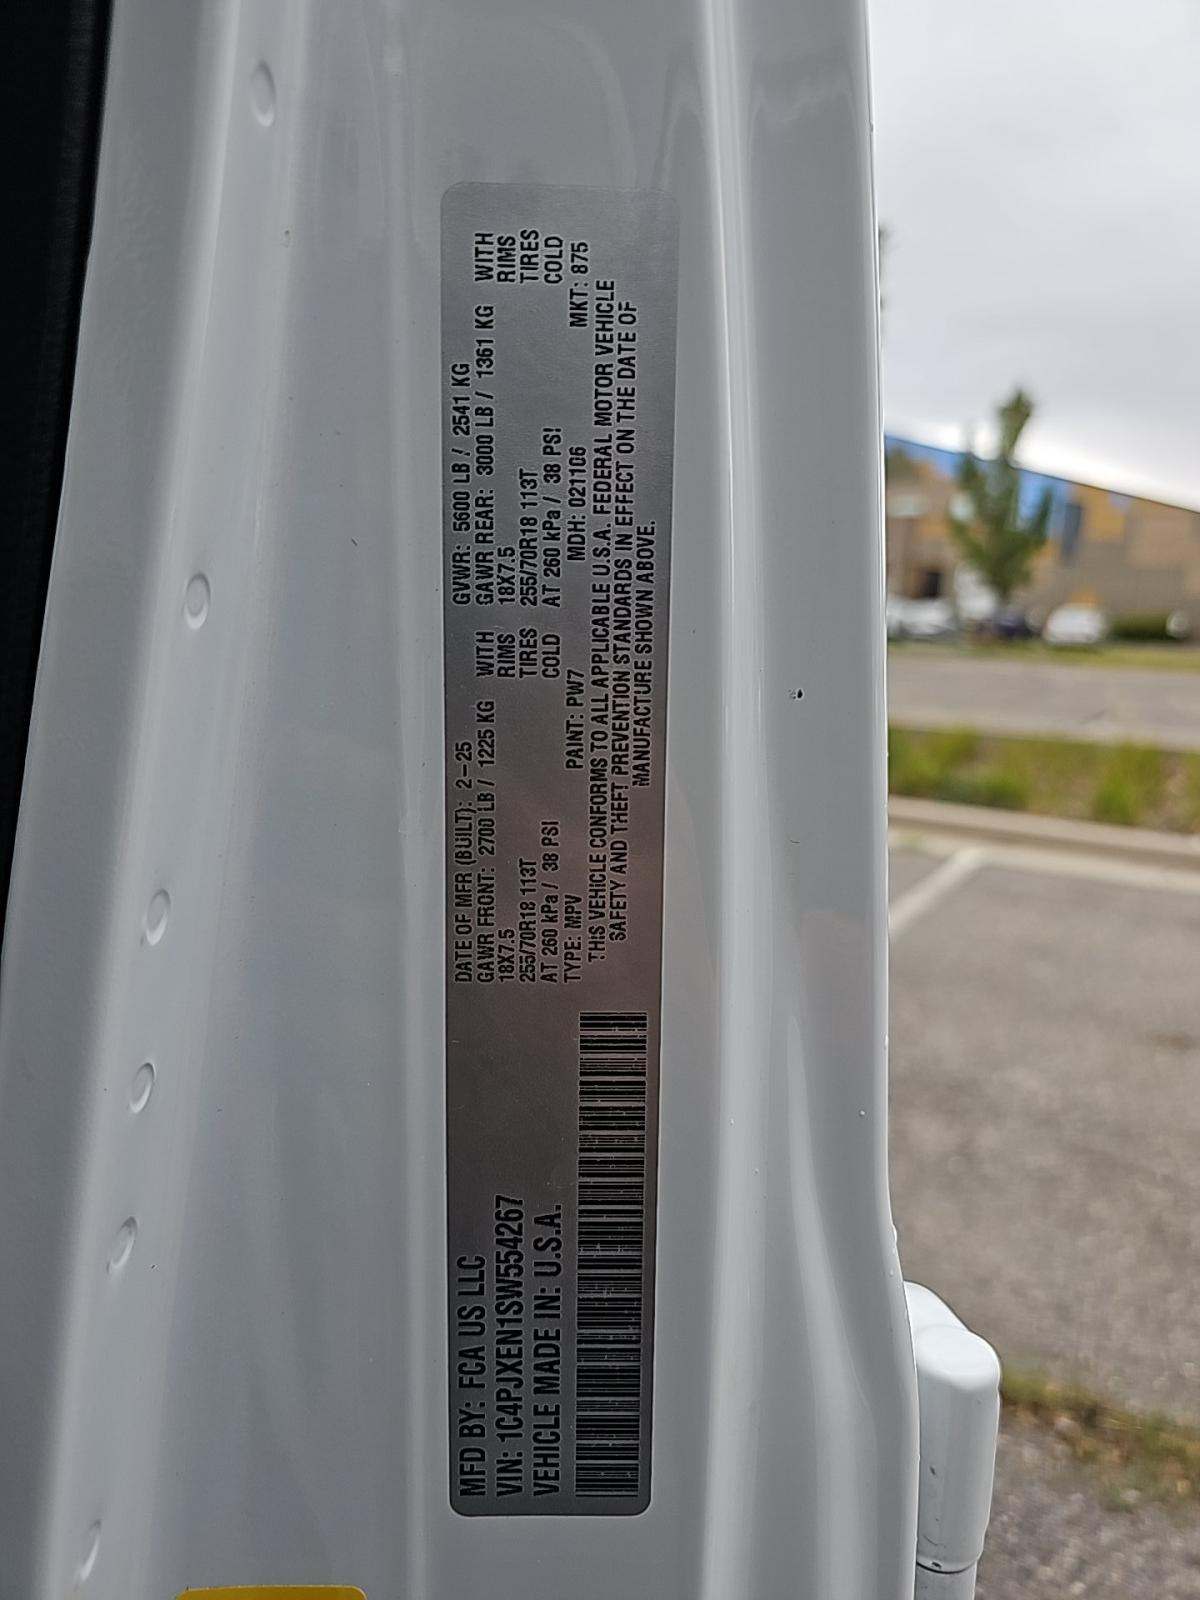 MFD BY: FCA US LLC
VIN: 1C4PJXEN1SW554267
VEHICLE MADE IN: U.S.A.
DATE OF MFR (BUILT): 2-25 GVWR: 5600 LB / 2541 KG
GAWR FRONT: 2700 LB / 1225 KG WITH GAWR REAR: 3000 LB / 1361 KG WITH
18X7.5 RIMS 18X7.5 RIMS
255/70R18 113T TIRES 255/70R18 113T TIRES
AT 260 kPa / 38 PSI COLD AT 260 kPa / 38 PSI COLD
TYPE: MPV PAINT: PW7 MDH: 021106 MKT: 875
THIS VEHICLE CONFORMS TO ALL APPLICABLE U.S.A. FEDERAL MOTOR VEHICLE
SAFETY AND THEFT PREVENTION STANDARDS IN EFFECT ON THE DATE OF
MANUFACTURE SHOWN ABOVE.